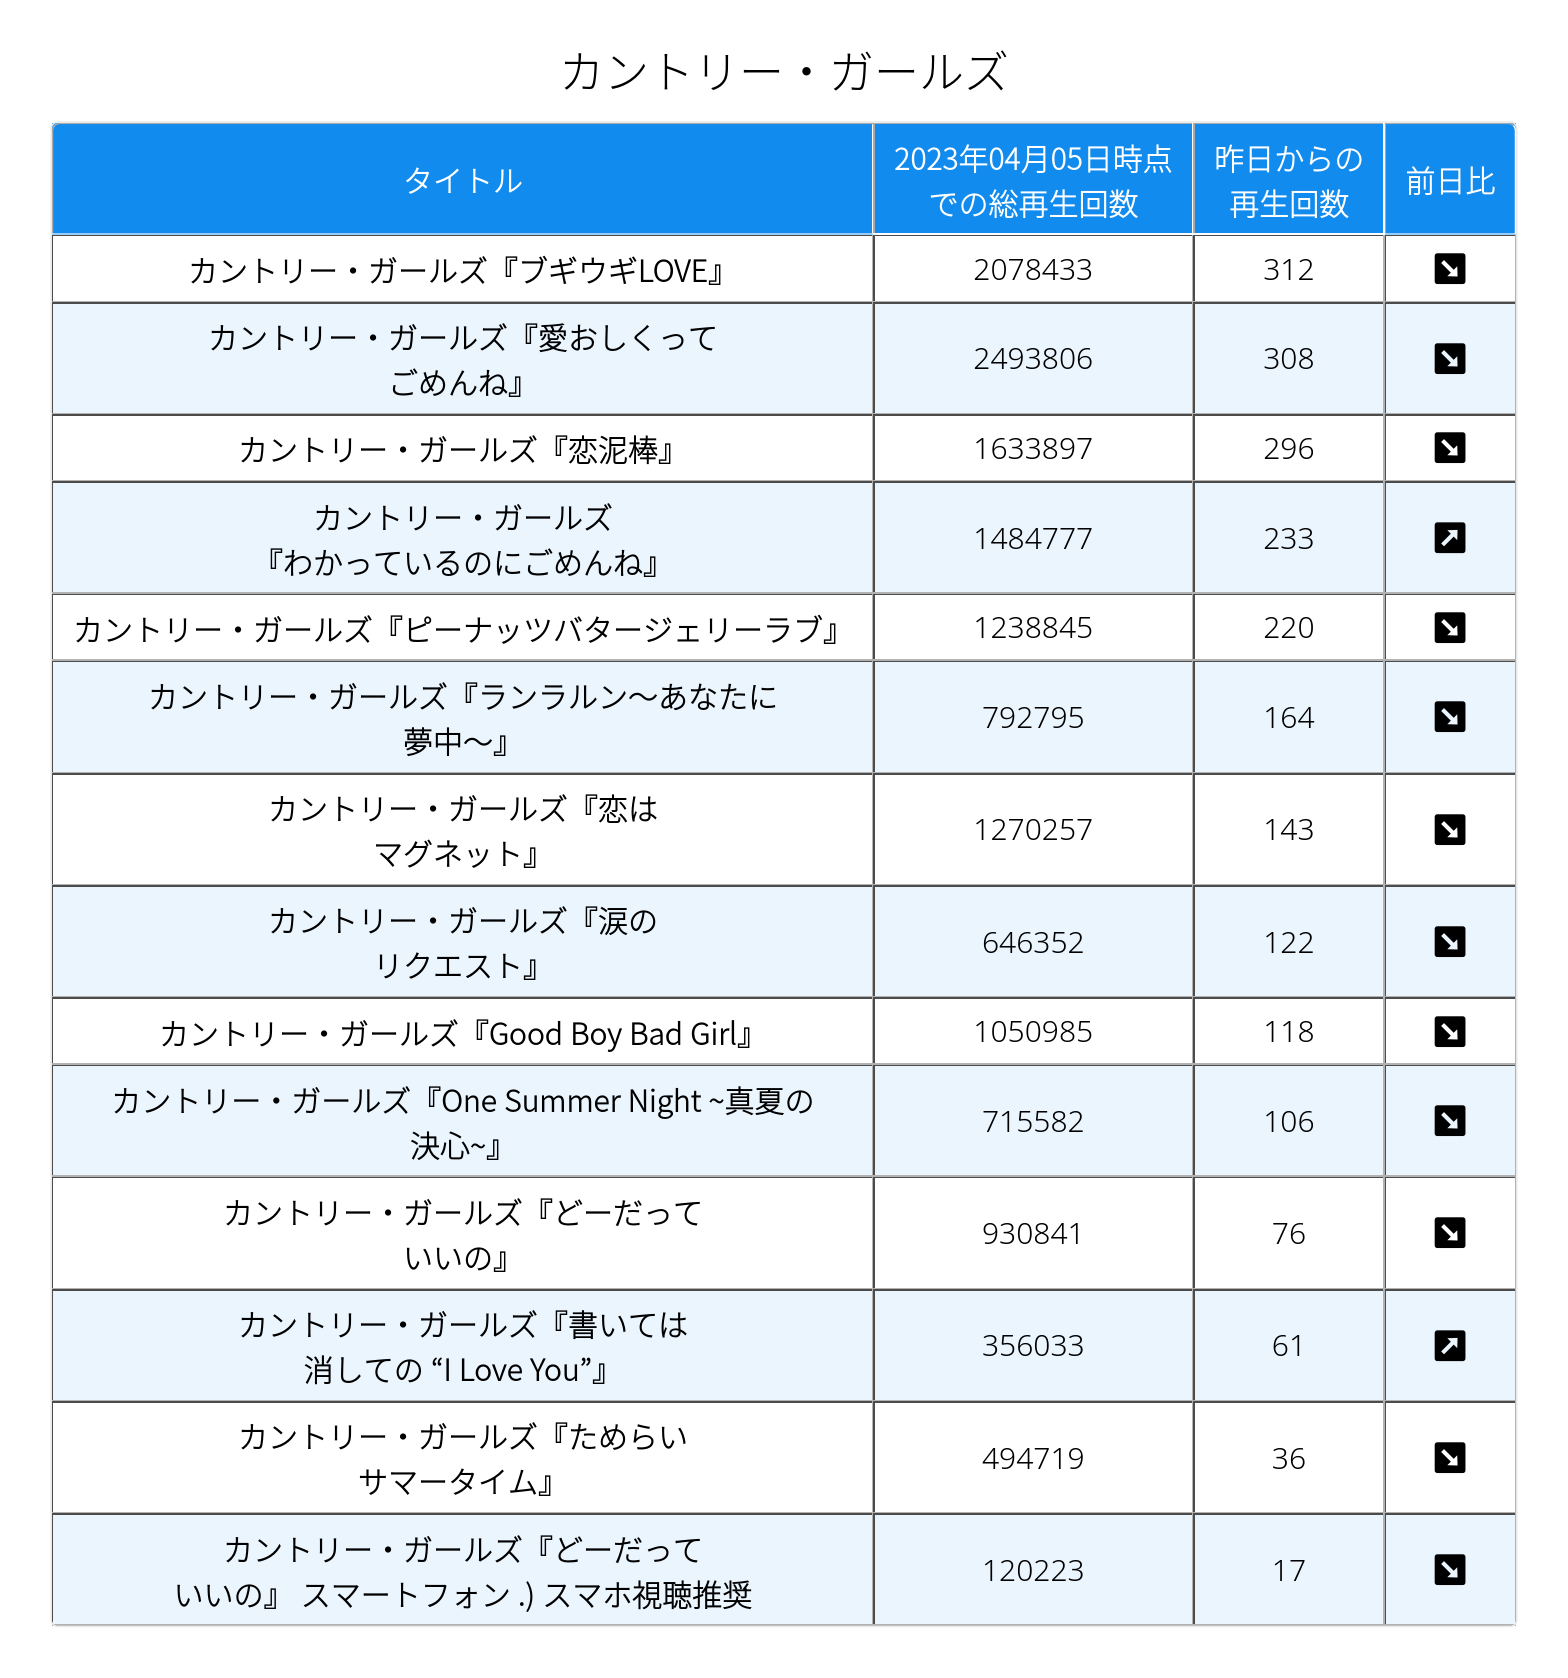 カントリー・ガールズ
タイトル
2023年04月05日時点
での総再生回数
昨日からの
再生回数
前日比
カントリー・ガールズ『ブギウギLOVE』
2078433
312
カントリー・ガールズ『愛おしくって
ごめんね』
2493806
308
カントリー・ガールズ『恋泥棒』
1633897
296
カントリー・ガールズ
『わかっているのにごめんね』
1484777
233
カントリー・ガールズ『ピーナッツバタージェリーラブ』
1238845
220
カントリー・ガールズ『ランラルン〜あなたに
夢中〜』
792795
164
カントリー・ガールズ『恋は
マグネット』
1270257
143
カントリー・ガールズ『涙の
リクエスト』
646352
122
カントリー・ガールズ『Good Boy Bad Girl』
1050985
118
カントリー・ガールズ『One Summer Night ~真夏の
決心~』
715582
106
カントリー・ガールズ『どーだって
いいの』
930841
76
カントリー・ガールズ『書いては
消しての “I Love You”』
356033
61
カントリー・ガールズ『ためらい
サマータイム』
494719
36
カントリー・ガールズ『どーだって
いいの』 スマートフォン .) スマホ視聴推奨
120223
17